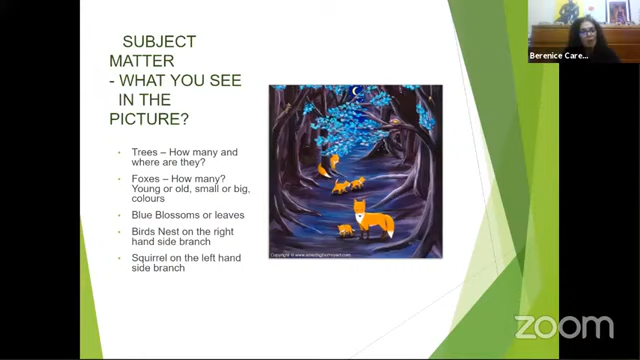 SUBJECT
MATTER
- WHAT YOU SEE
IN THE
PICTURE?
• Trees – How many and
where are they?
• Foxes – How many?
Young or old, small or big,
colours
• Blue Blossoms or leaves
• Birds Nest on the right
hand side branch
• Squirrel on the left hand
side branch
Berenice Care...
zoom